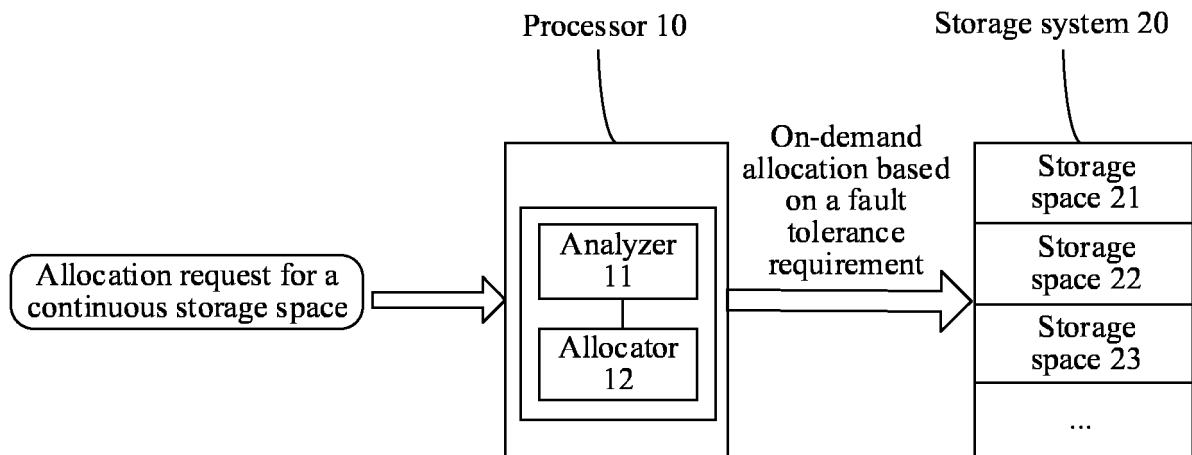 Processor 10
Storage system 20
Allocation request for a
continuous storage space
Analyzer
11
Allocator
12
On-demand
allocation based
on a fault
tolerance
requirement
Storage
space 21
Storage
space 22
Storage
space 23
...